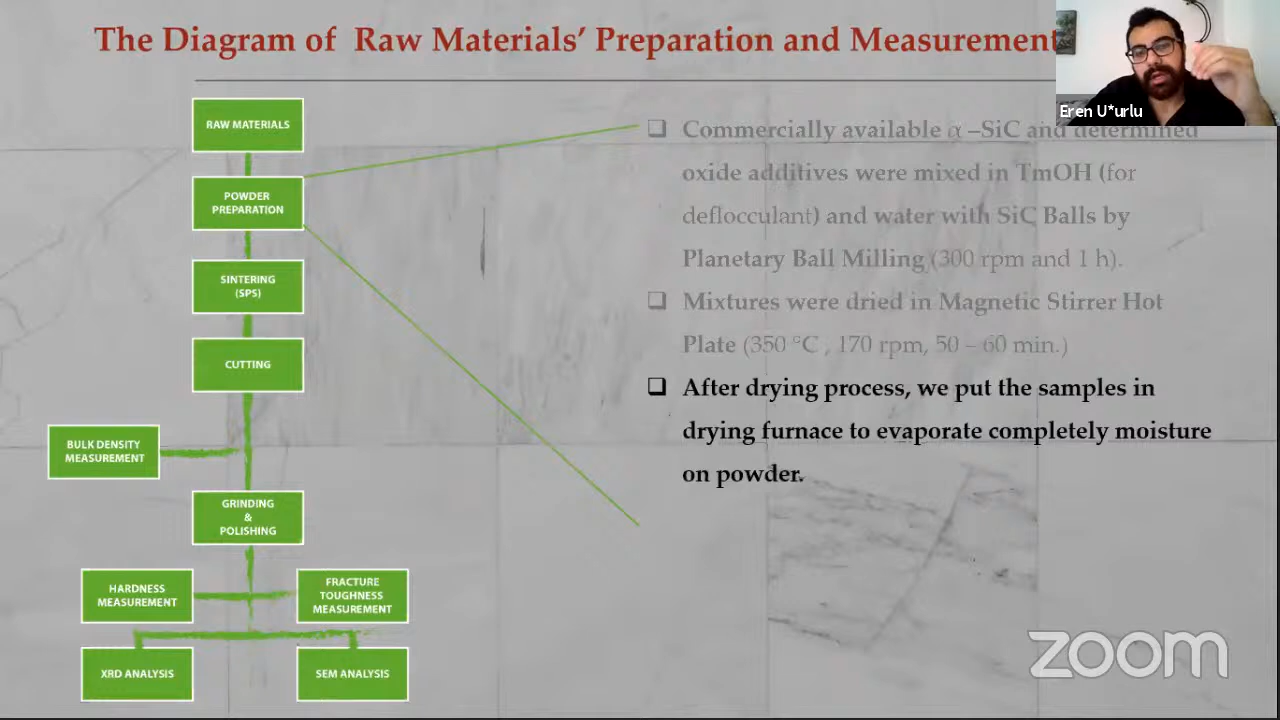 The Diagram of Raw Materials’ Preparation and Measurement
Eren U*urlu
RAW MATERIALS
POWDER
PREPARATION
SINTERING
(SPS)
CUTTING
BULK DENSITY
MEASUREMENT
GRINDING
&
POLISHING
HARDNESS
MEASUREMENT
FRACTURE
TOUGHNESS
MEASUREMENT
XRD ANALYSIS
SEM ANALYSIS
❑ Commercially available α –SiC and determined
oxide additives were mixed in TmOH (for
deflocculant) and water with SiC Balls by
Planetary Ball Milling (300 rpm and 1 h).
❑ Mixtures were dried in Magnetic Stirrer Hot
Plate (350 °C , 170 rpm, 50 – 60 min.)
❑ After drying process, we put the samples in
drying furnace to evaporate completely moisture
on powder.
zoom